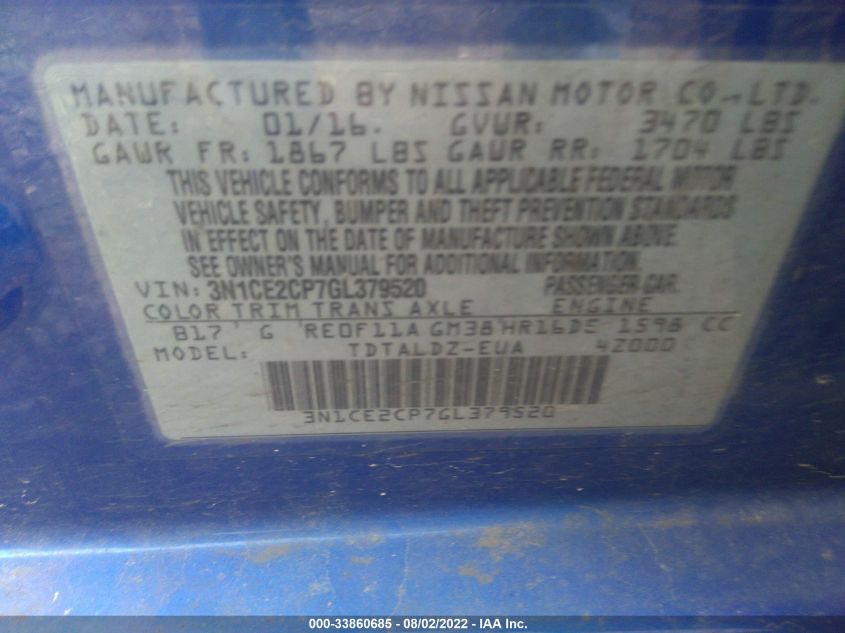 MANUFACTURED BY NISSAN MOTOR CO., LTD.
DATE: 01/16. GVWR: 3470 LBS
GAWR FR: 1867 LBS GAWR RR: 1704 LBS
THIS VEHICLE CONFORMS TO ALL APPLICABLE FEDERAL MOTOR
VEHICLE SAFETY, BUMPER AND THEFT PREVENTION STANDARDS
IN EFFECT ON THE DATE OF MANUFACTURE SHOWN ABOVE.
SEE OWNER'S MANUAL FOR ADDITIONAL INFORMATION.
VIN: 3N1CE2CP7GL379520 PASSENGER CAR
COLOR TRIM TRANS AXLE ENGINE
B17 G RE0F11A GM38 HR16DE 1598 CC
MODEL: TDTALDZ-EUA 42000
3N1CE2CP7GL379520
000-33860685 - 08/02/2022 - IAA Inc.